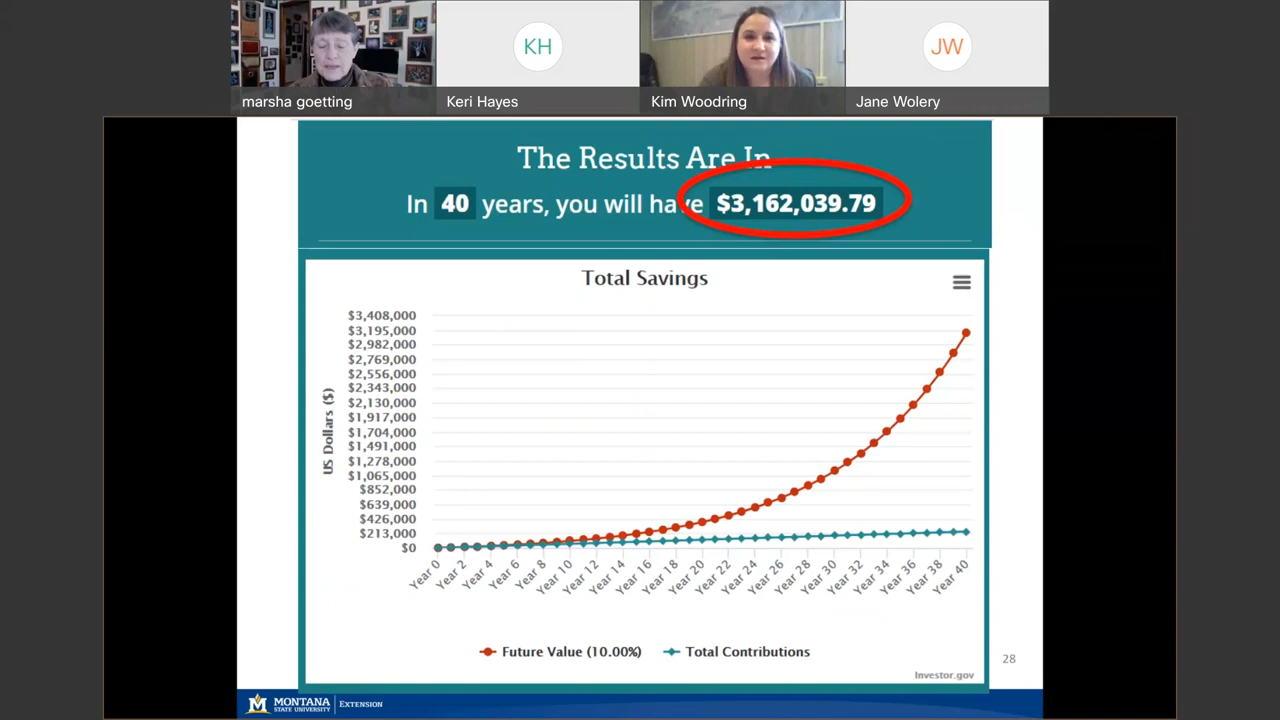 KH
JW
marsha goetting
Keri Hayes
Kim Woodring
Jane Wolery
The Results Are In
In 40 years, you will have $3,162,039.79
Total Savings
$3,408,000
$3,195,000
$2,982,000
$2,769,000
$2,556,000
$2,343,000
$2,130,000
$1,917,000
$1,704,000
$1,491,000
$1,278,000
$1,065,000
$852,000
$639,000
$426,000
$213,000
$0
US Dollars ($)
Year 0
Year 2
Year 4
Year 6
Year 8
Year 10
Year 12
Year 14
Year 16
Year 18
Year 20
Year 22
Year 24
Year 26
Year 28
Year 30
Year 32
Year 34
Year 36
Year 38
Year 40
Future Value (10.00%)
Total Contributions
Investor.gov
28
M
MONTANA
STATE UNIVERSITY
EXTENSION